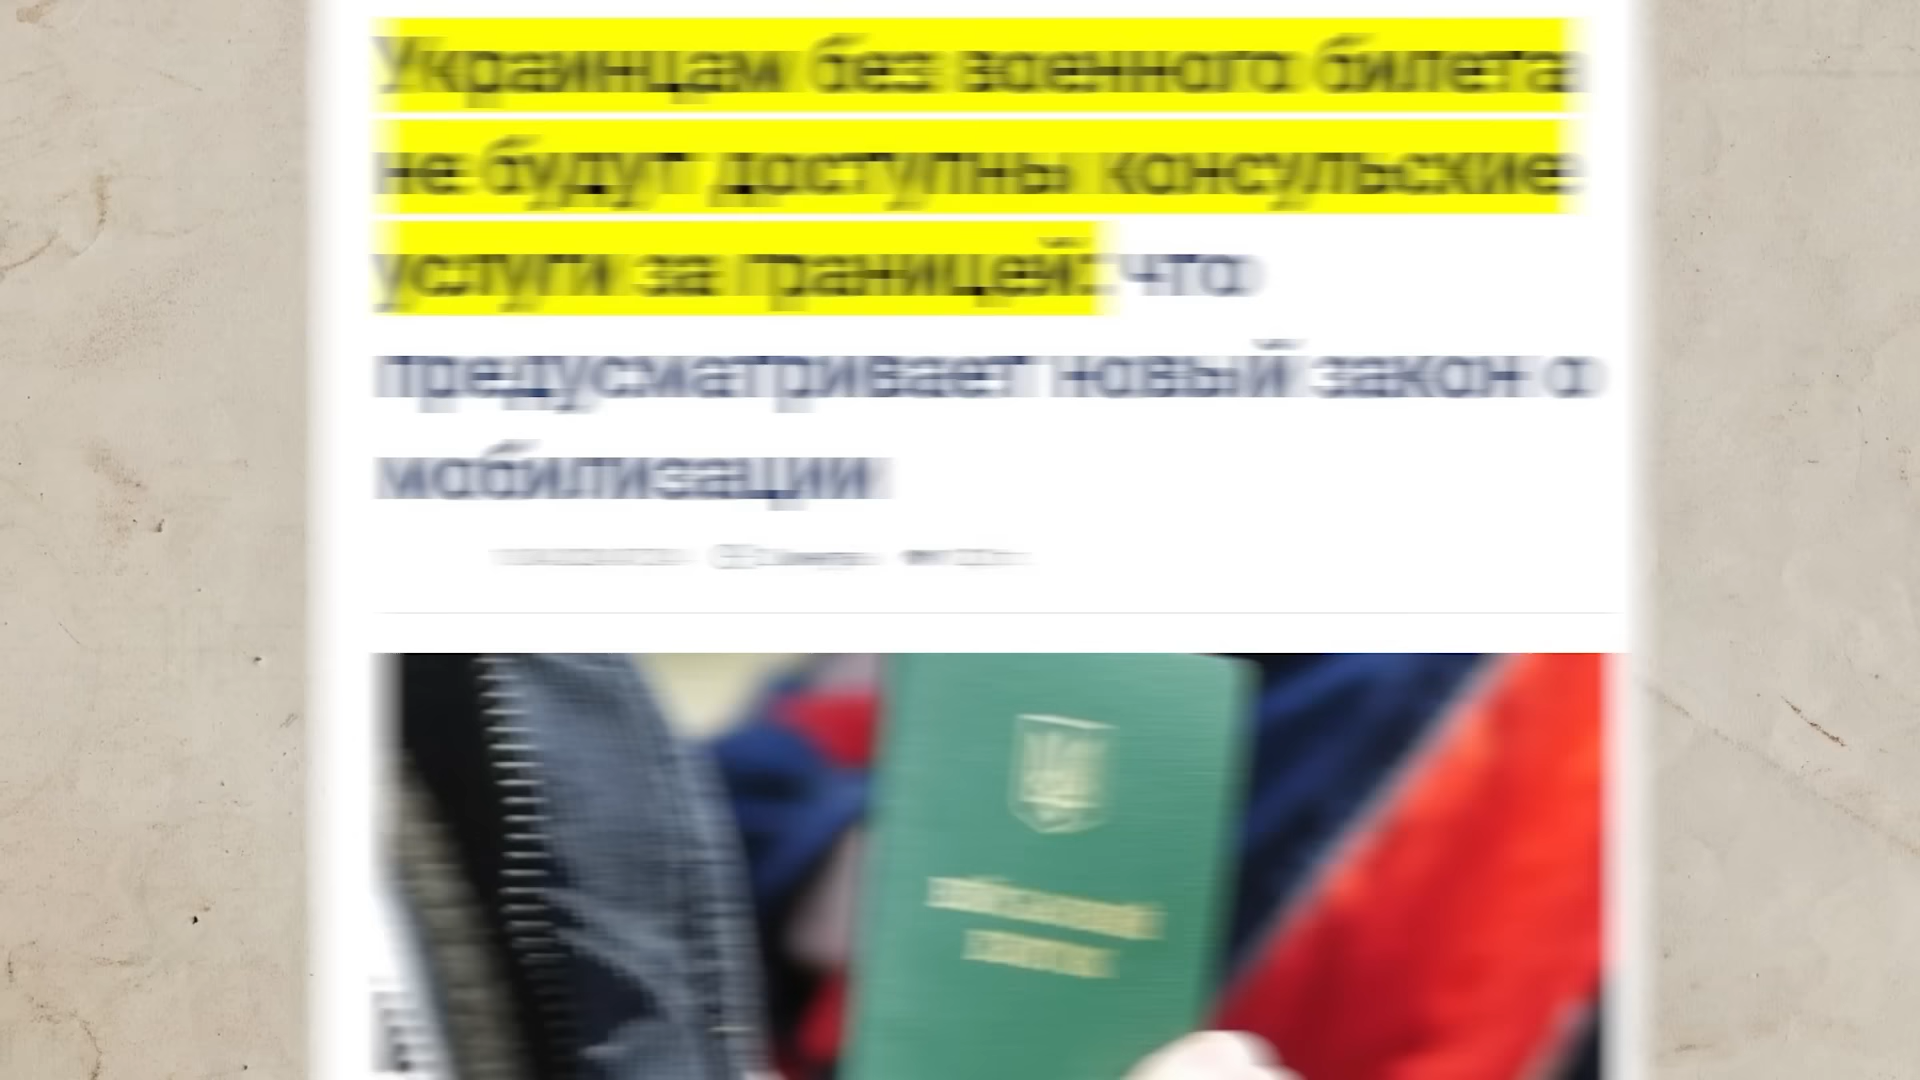 Украинцам без военного билета
не будут доступны консульские
услуги за границей: что
предусматривает новый закон о
мобилизации